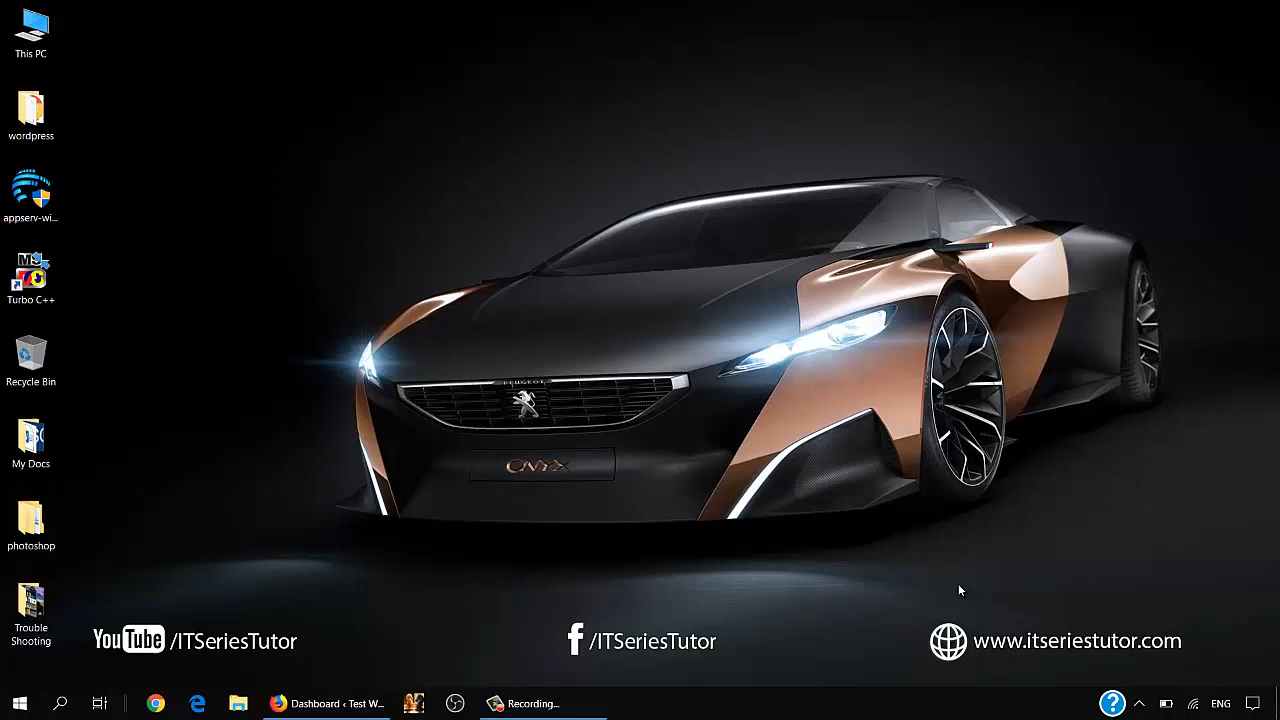 This PC
wordpress
appserv-wi...
Turbo C++
Recycle Bin
My Docs
photoshop
Trouble
Shooting
PEUGEOT
ONYX
YouTube /ITSeriesTutor
f /ITSeriesTutor
www.itseriestutor.com
Dashboard ‹ Test W...
Recording...
ENG